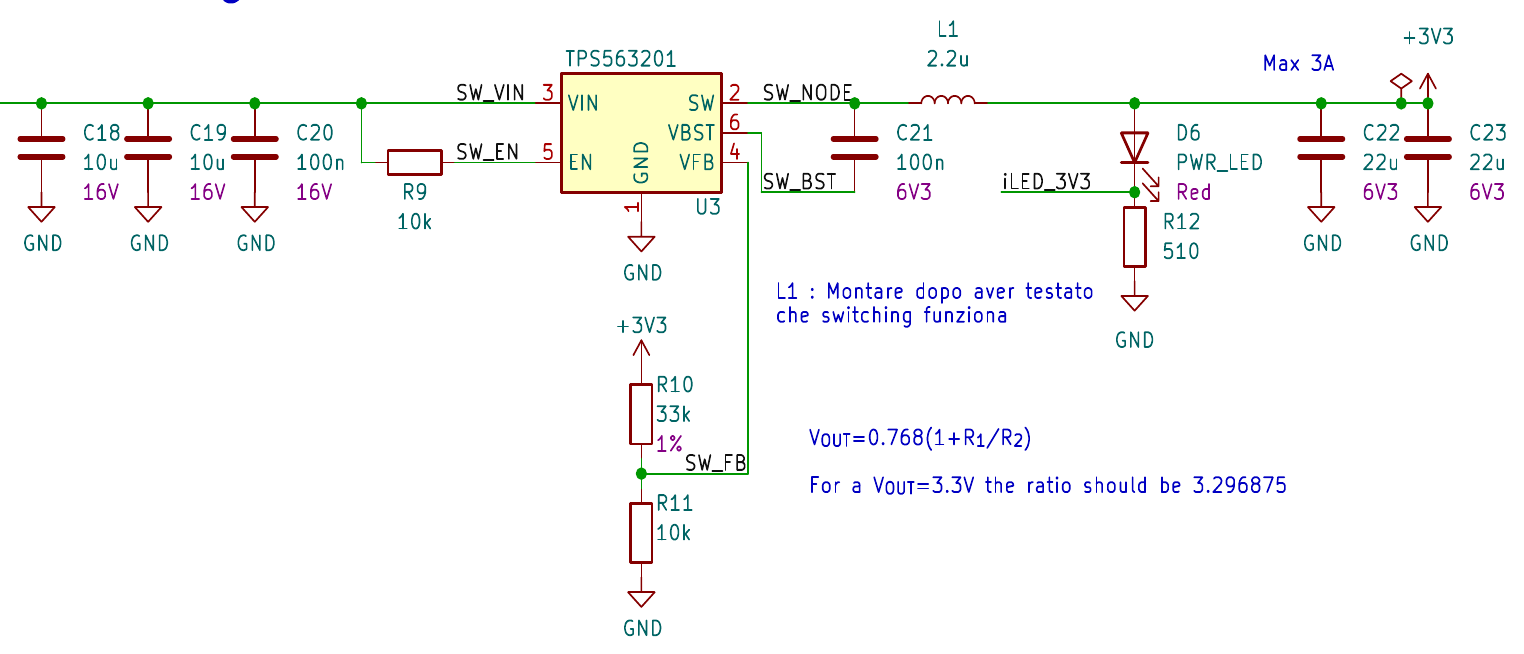 L1
2.2u
+3V3
Max 3A
TPS563201
SW_VIN 3 VIN SW 2 SW_NODE
VBST 6
SW_EN 5 EN VFB 4
GND
1
U3
GND
SW_BST
C18
10u
16V
GND
C19
10u
16V
GND
C20
100n
16V
GND
R9
10k
C21
100n
6V3
iLED_3V3
D6
PWR_LED
Red
R12
510
GND
C22
22u
6V3
GND
C23
22u
6V3
GND
L1 : Montare dopo aver testato
che switching funziona
+3V3
R10
33k
1%
SW_FB
R11
10k
GND
VOUT=0.768(1+R1/R2)
For a VOUT=3.3V the ratio should be 3.296875